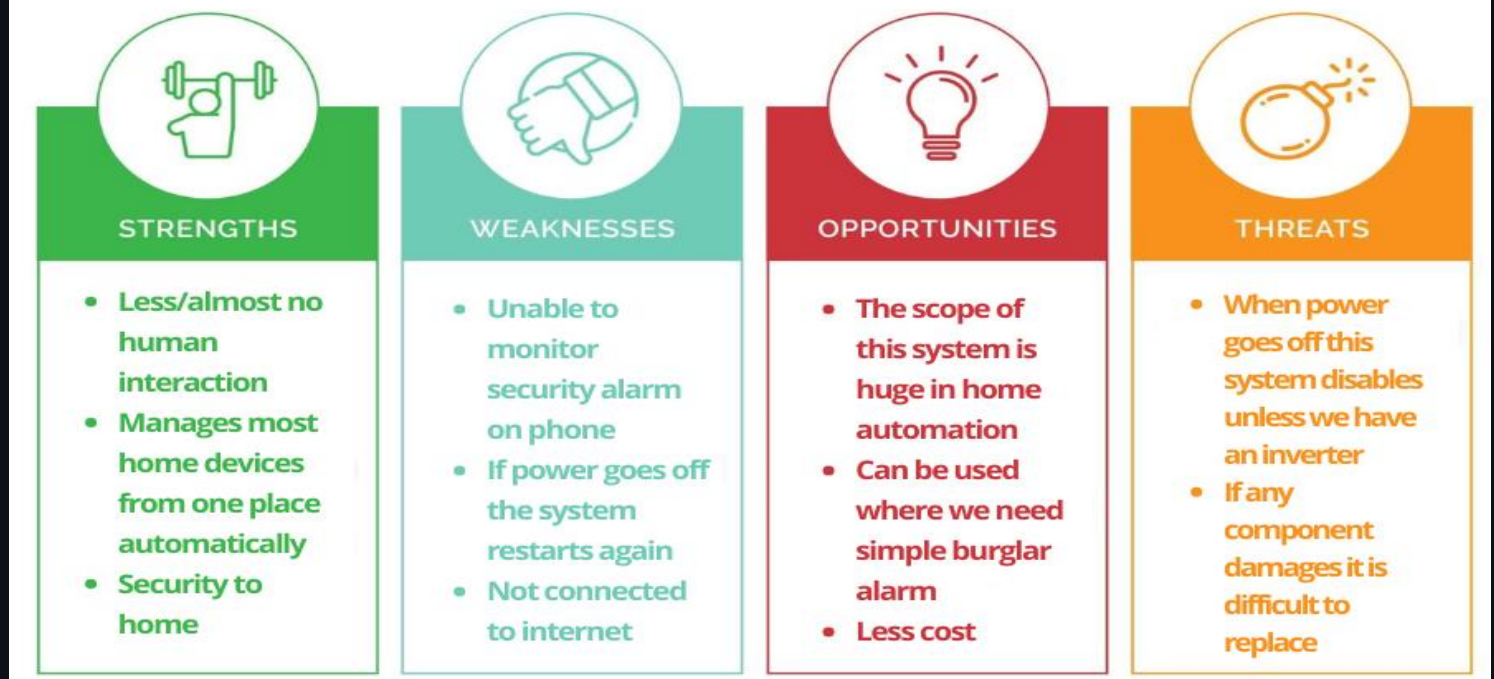 STRENGTHS
• Less/almost no
human
interaction
• Manages most
home devices
from one place
automatically
• Security to
home
WEAKNESSES
• Unable to
monitor
security alarm
on phone
• If power goes off
the system
restarts again
• Not connected
to internet
OPPORTUNITIES
• The scope of
this system is
huge in home
automation
• Can be used
where we need
simple burglar
alarm
• Less cost
THREATS
• When power
goes off this
system disables
unless we have
an inverter
• If any
component
damages it is
difficult to
replace